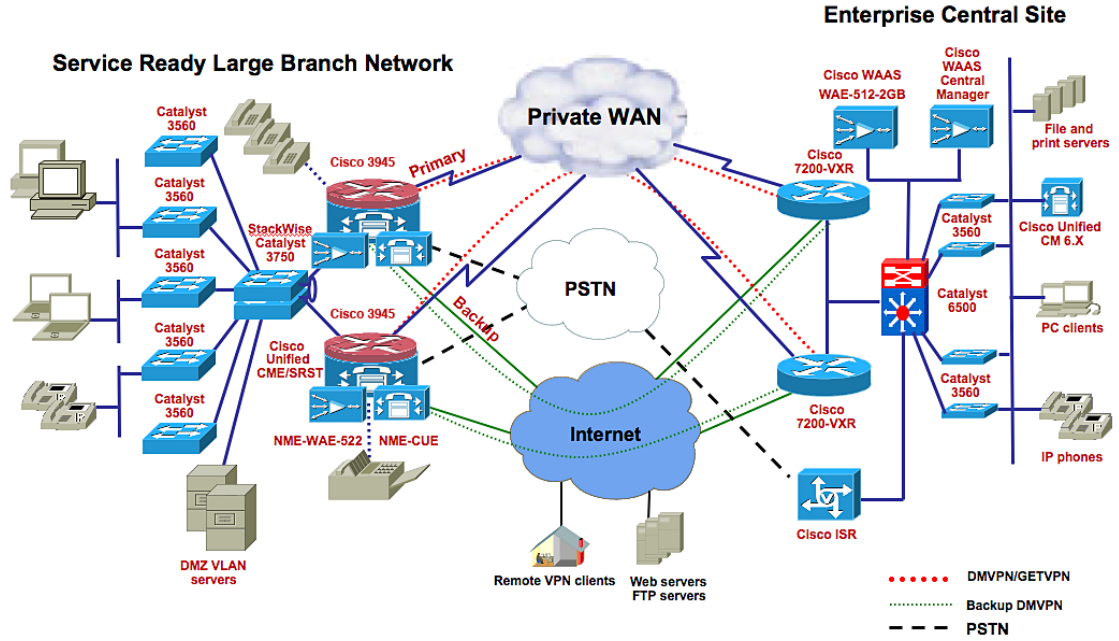 Enterprise Central Site
Service Ready Large Branch Network
Catalyst
3560
Catalyst
3560
Catalyst
3560
Catalyst
3560
Catalyst
3560
StackWise
Catalyst
3750
Cisco 3945
Primary
Cisco 3945
Backup
Cisco
Unified
CME/SRST
NME-WAE-522
NME-CUE
DMZ VLAN
servers
Private WAN
PSTN
Internet
Remote VPN clients
Web servers
FTP servers
Cisco WAAS
WAE-512-2GB
Cisco
WAAS
Central
Manager
File and
print servers
Cisco
7200-VXR
Catalyst
3560
Cisco Unified
CM 6.X
Catalyst
6500
PC clients
Cisco
7200-VXR
Catalyst
3560
IP phones
V
Cisco ISR
DMVPN/GETVPN
Backup DMVPN
PSTN